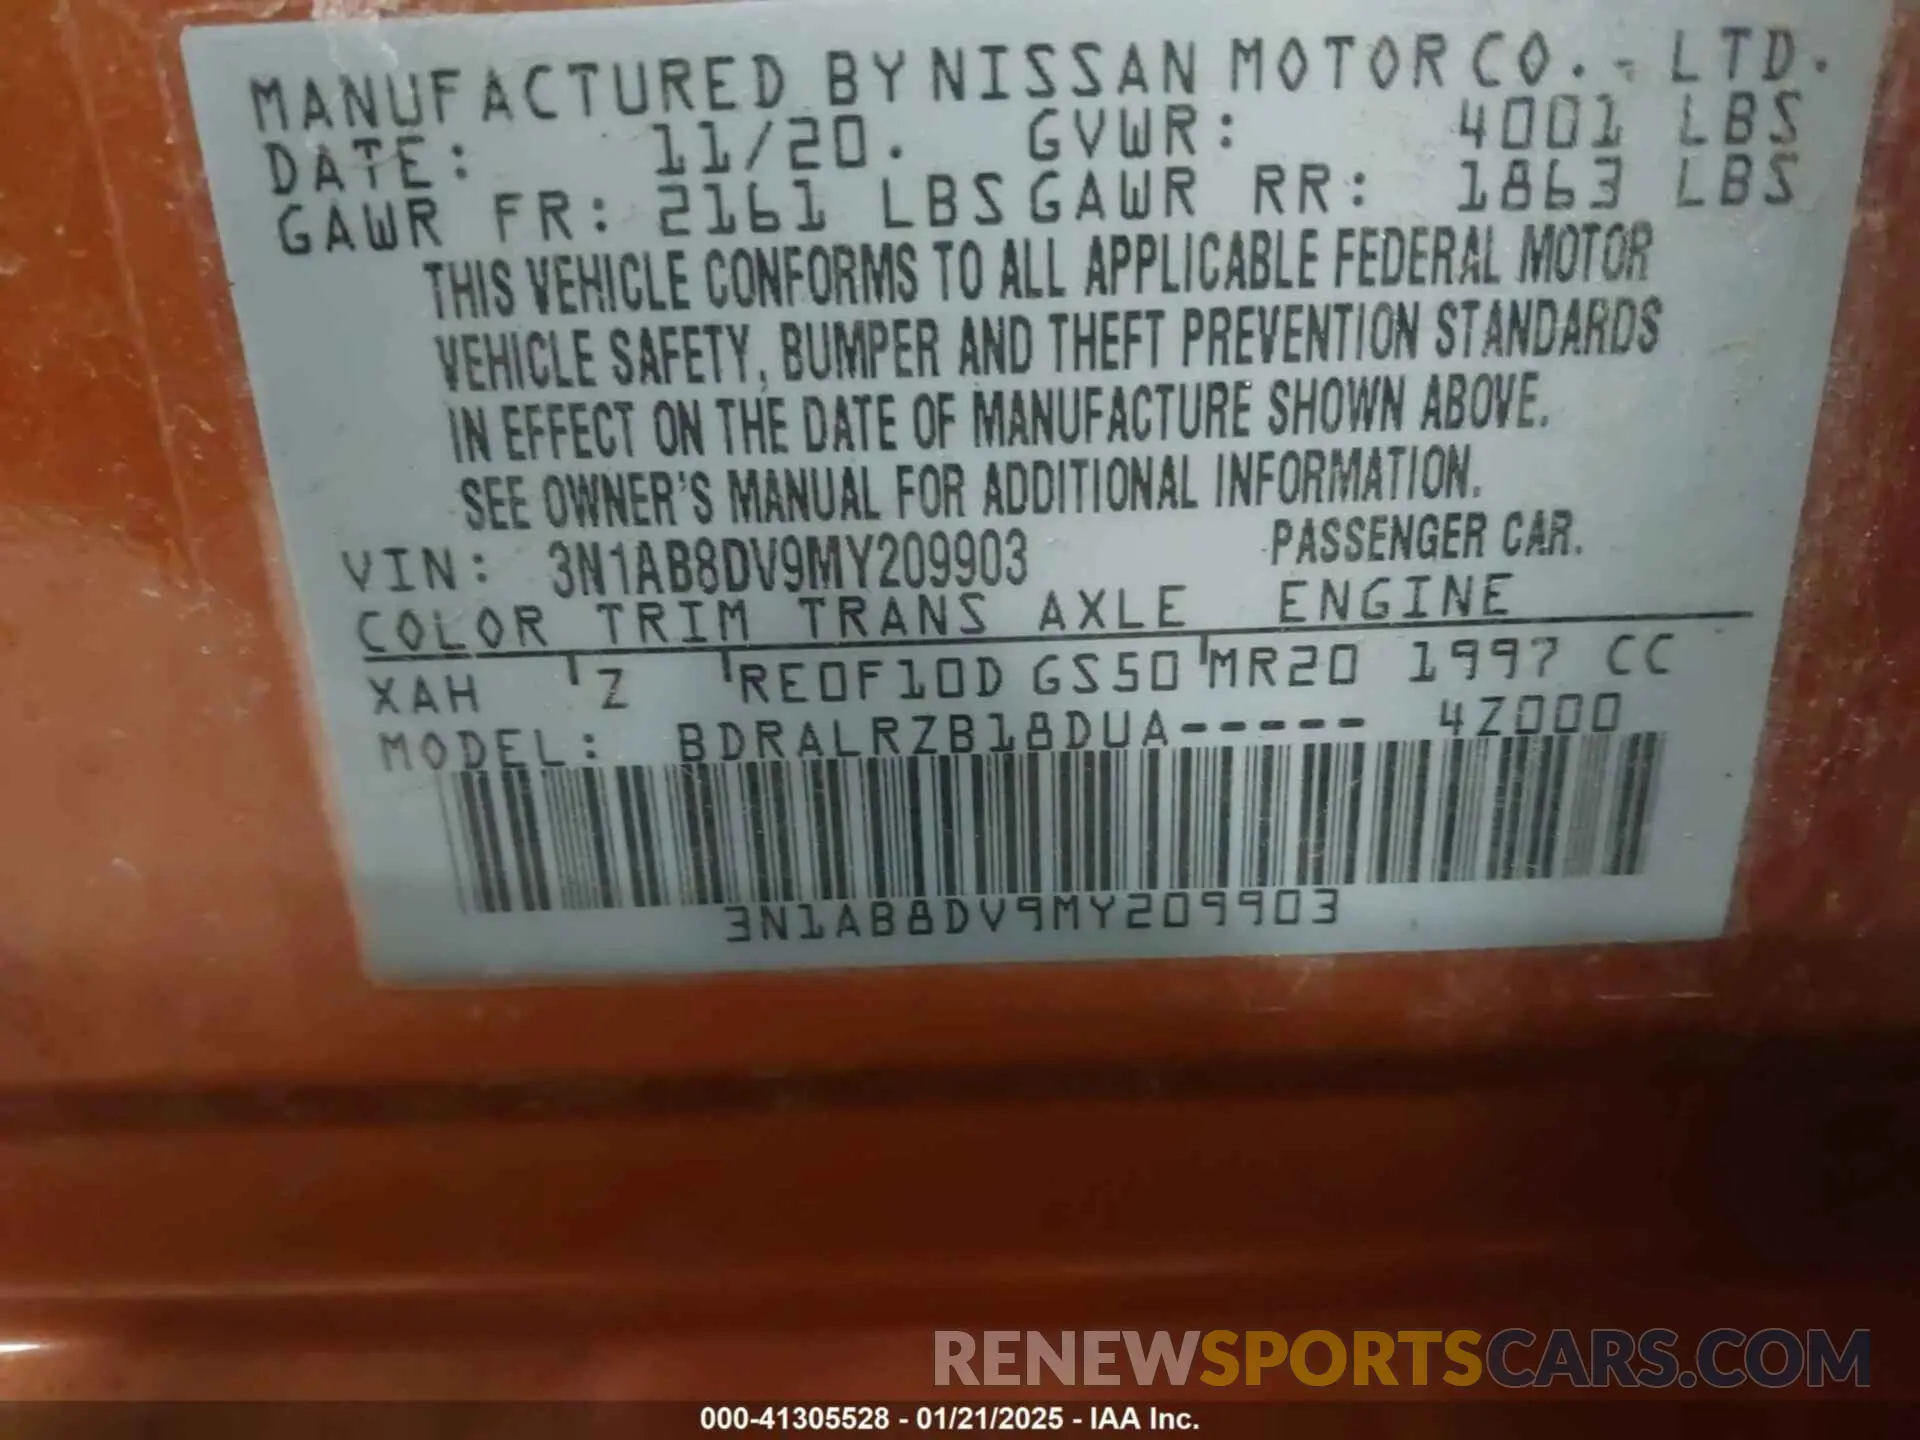 MANUFACTURED BY NISSAN MOTOR CO., LTD.
DATE: 11/20. GVWR: 4001 LBS
GAWR FR: 2161 LBS GAWR RR: 1863 LBS
THIS VEHICLE CONFORMS TO ALL APPLICABLE FEDERAL MOTOR
VEHICLE SAFETY, BUMPER AND THEFT PREVENTION STANDARDS
IN EFFECT ON THE DATE OF MANUFACTURE SHOWN ABOVE.
SEE OWNER'S MANUAL FOR ADDITIONAL INFORMATION.
VIN: 3N1AB8DV9MY209903 PASSENGER CAR.
COLOR TRIM TRANS AXLE ENGINE
XAH Z RE0F10D GS50 MR20 1997 CC
MODEL: BDRALRZB18DUA----- 4Z000
3N1AB8DV9MY209903
RENEWSPORTSCARS.COM
000-41305528 - 01/21/2025 - IAA Inc.